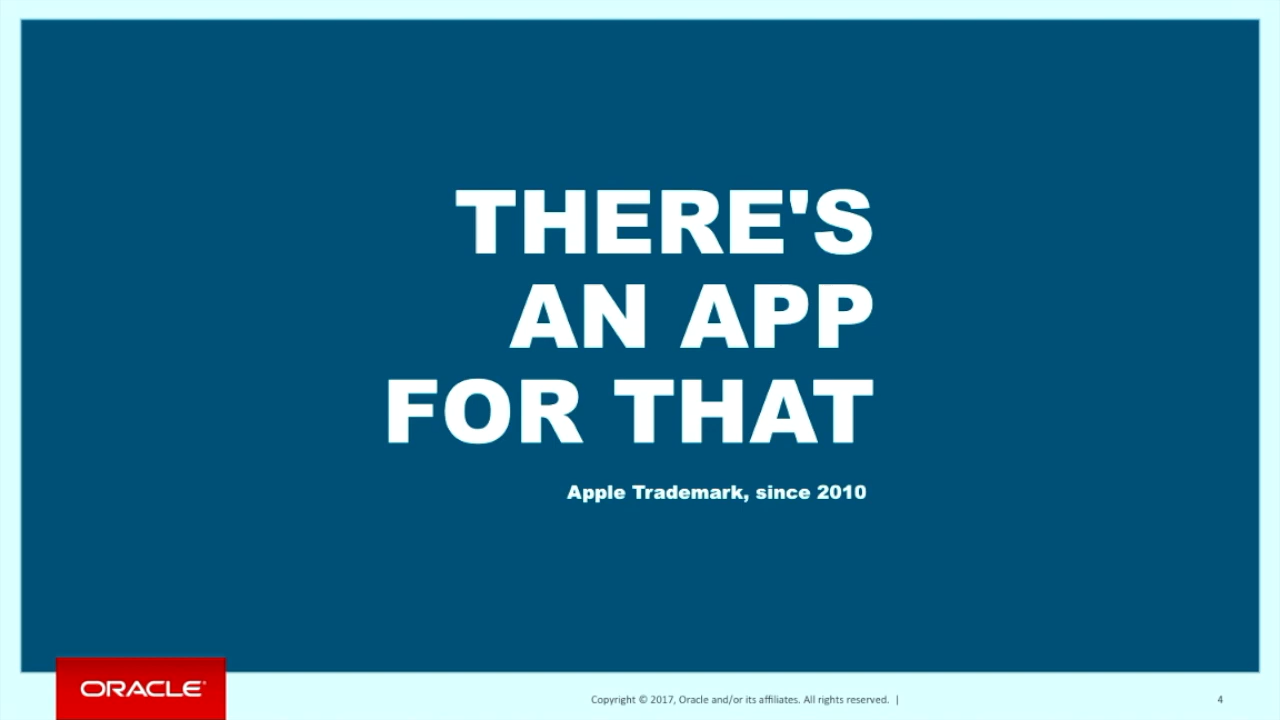 THERE'S
AN APP
FOR THAT
Apple Trademark, since 2010
ORACLE®
Copyright © 2017, Oracle and/or its affiliates. All rights reserved. |
4